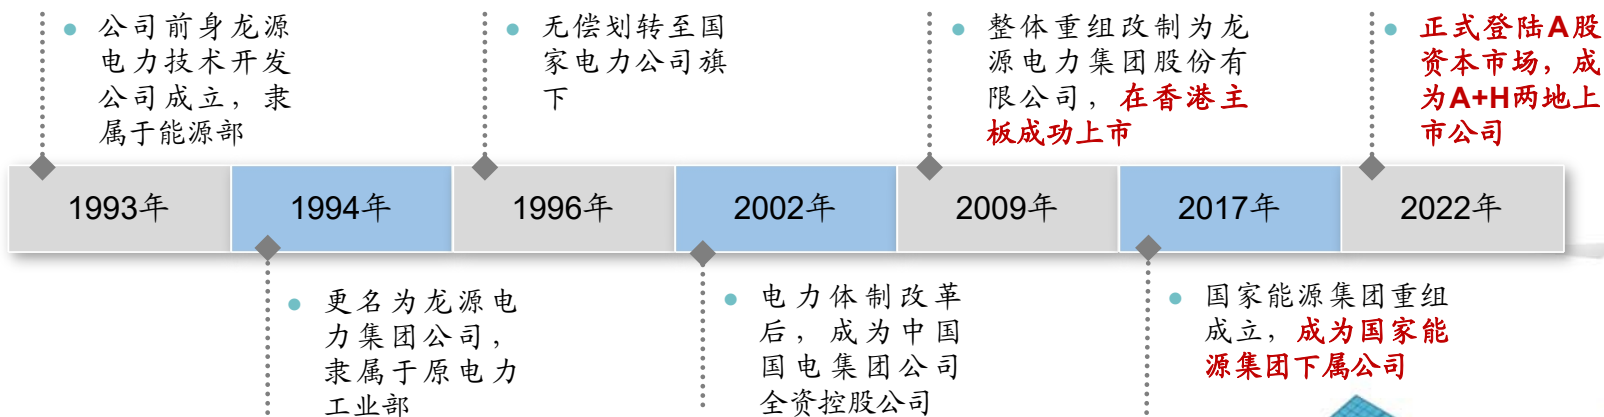 公司前身龙源
电力技术开发
公司成立，隶
属于能源部
无偿划转至国
家电力公司旗
下
整体重组改制为龙
源电力集团股份有
限公司，在香港主
板成功上市
正式登陆A股
资本市场，成
为A+H两地上
市公司
1993年
1994年
1996年
2002年
2009年
2017年
2022年
更名为龙源电
力集团公司，
隶属于原电力
工业部
电力体制改革
后，成为中国
国电集团公司
全资控股公司
国家能源集团重组
成立，成为国家能
源集团下属公司